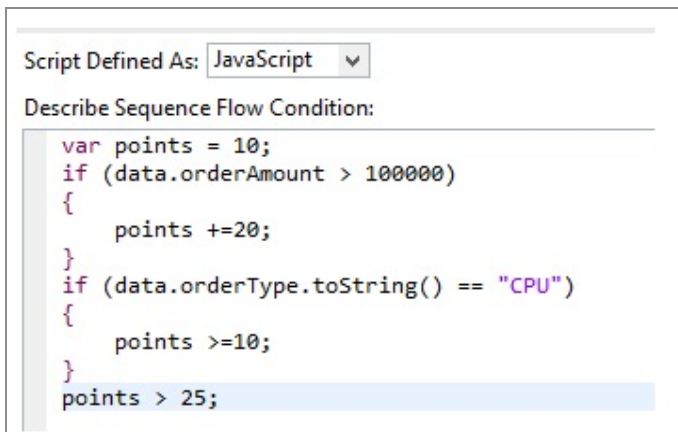 Script Defined As: JavaScript
Describe Sequence Flow Condition:
var points = 10;
if (data.orderAmount > 100000)
{
    points +=20;
}
if (data.orderType.toString() == "CPU")
{
    points >=10;
}
points > 25;